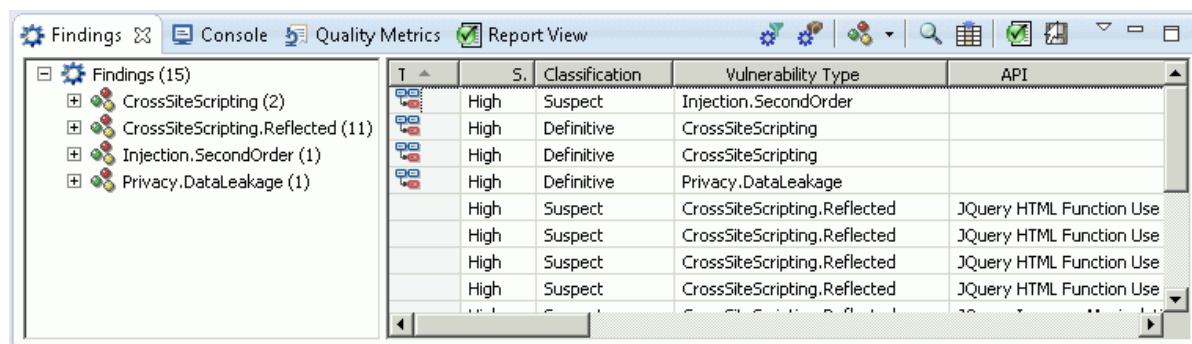 Findings Console Quality Metrics Report View
Findings (15)
CrossSiteScripting (2)
CrossSiteScripting.Reflected (11)
Injection.SecondOrder (1)
Privacy.DataLeakage (1)
T S. Classification Vulnerability Type API
High Suspect Injection.SecondOrder
High Definitive CrossSiteScripting
High Definitive CrossSiteScripting
High Definitive Privacy.DataLeakage
High Suspect CrossSiteScripting.Reflected JQuery HTML Function Use
High Suspect CrossSiteScripting.Reflected JQuery HTML Function Use
High Suspect CrossSiteScripting.Reflected JQuery HTML Function Use
High Suspect CrossSiteScripting.Reflected JQuery HTML Function Use